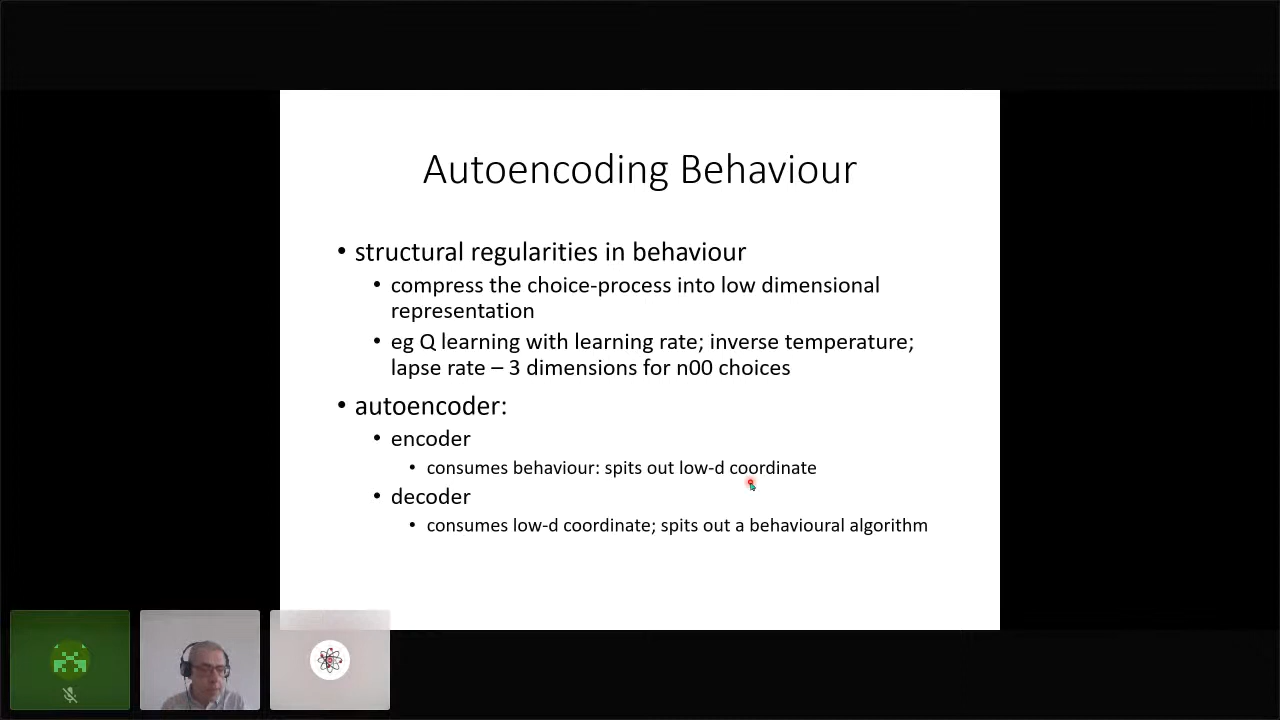 Autoencoding Behaviour
• structural regularities in behaviour
• compress the choice-process into low dimensional
representation
• eg Q learning with learning rate; inverse temperature;
lapse rate – 3 dimensions for n00 choices
• autoencoder:
• encoder
• consumes behaviour: spits out low-d coordinate
• decoder
• consumes low-d coordinate; spits out a behavioural algorithm